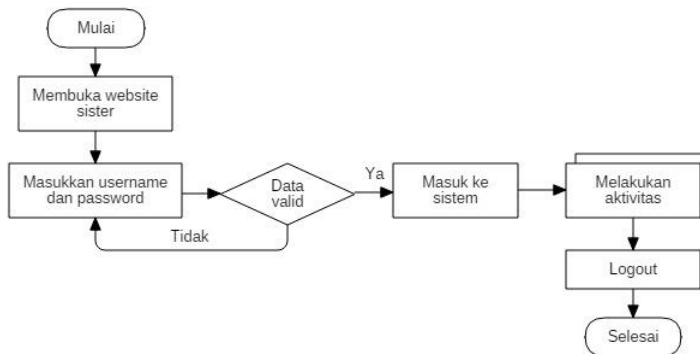 Mulai
Membuka website
sister
Masukkan username
dan password
Data
valid
Ya
Tidak
Masuk ke
sistem
Melakukan
aktivitas
Logout
Selesai